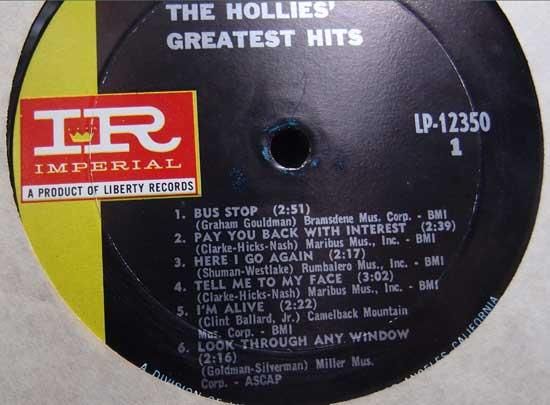 THE HOLLIES'
GREATEST HITS
IR
IMPERIAL
A PRODUCT OF LIBERTY RECORDS
LP-12350
1
1. BUS STOP (2:51)
(Graham Gouldman) Bramsdene Mus. Corp. - BMI
2. PAY YOU BACK WITH INTEREST (2:39)
(Clarke-Hicks-Nash) Maribus Mus., Inc. - BMI
3. HERE I GO AGAIN (2:17)
(Shuman-Westlake) Rumbalero Mus., Inc. - BMI
4. TELL ME TO MY FACE (3:02)
(Clarke-Hicks-Nash) Maribus Mus., Inc. - BMI
5. I'M ALIVE (2:22)
(Clint Ballard, Jr.) Camelback Mountain
Mus. Corp. - BMI
6. LOOK THROUGH ANY WINDOW
(2:16)
(Goldman-Silverman) Miller Mus.
Corp. - ASCAP
A DIVISION OF
ANGELES, CALIFORNIA